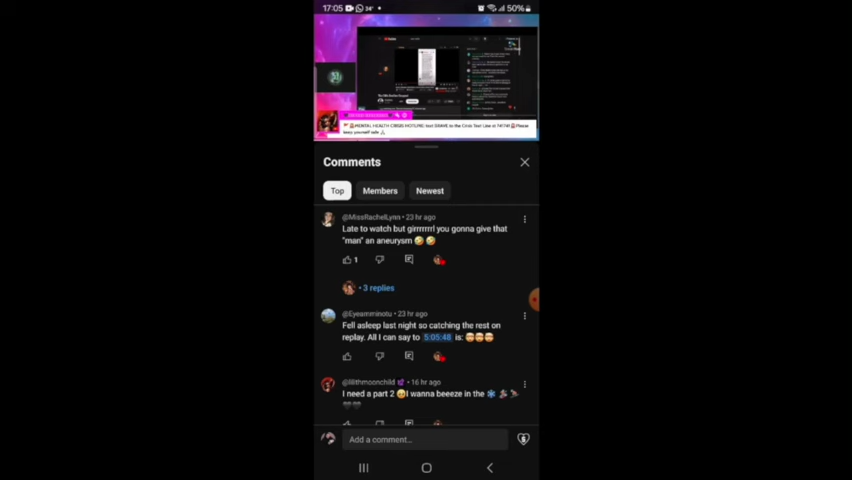 17:05 34°
50%
MENTAL HEALTH CRISIS HOTLINE: text SHARE to the Crisis Text Line at 741741 Please
keep yourself safe
Comments
Top Members Newest
@MissRachelLynn • 23 hr ago
Late to watch but girrrrrrrl you gonna give that
"man" an aneurysm 🤣🤣
1
• 3 replies
@Eyeamminotu • 23 hr ago
Fell asleep last night so catching the rest on
replay. All I can say to 5:05:48 is: 🤯🤯🤯
@lilithmoonchild • 16 hr ago
I need a part 2 I wanna beeeze in the ❄️
Add a comment...